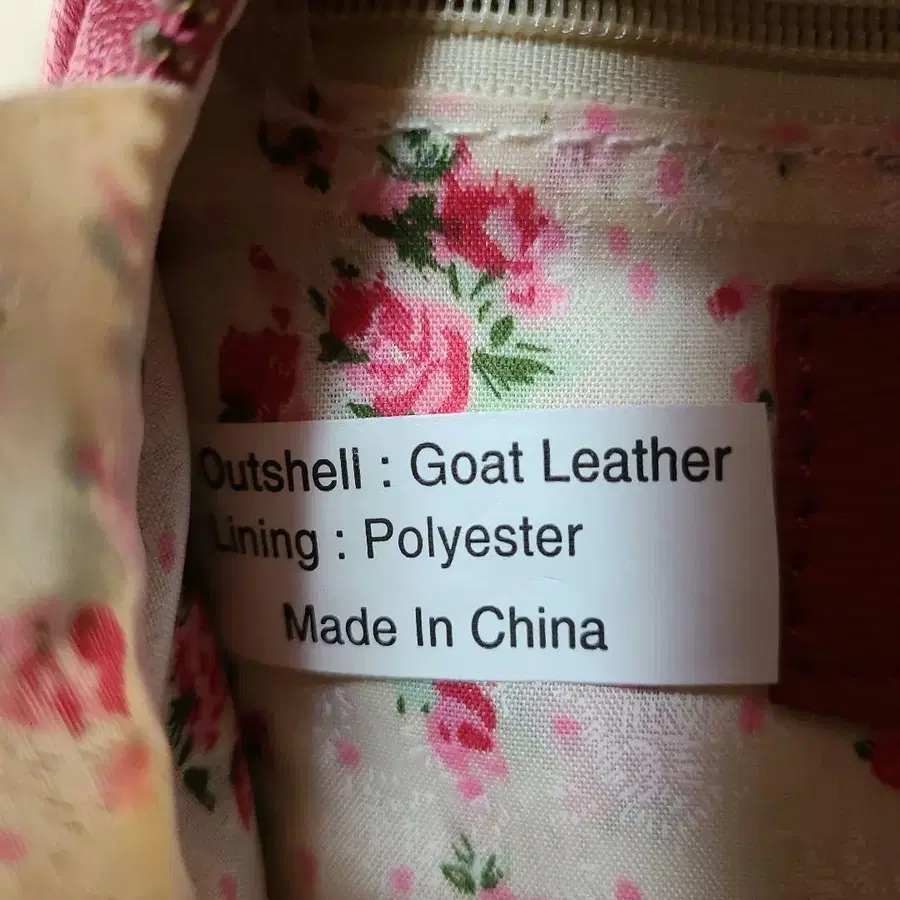 Outshell : Goat Leather
Lining : Polyester
Made In China